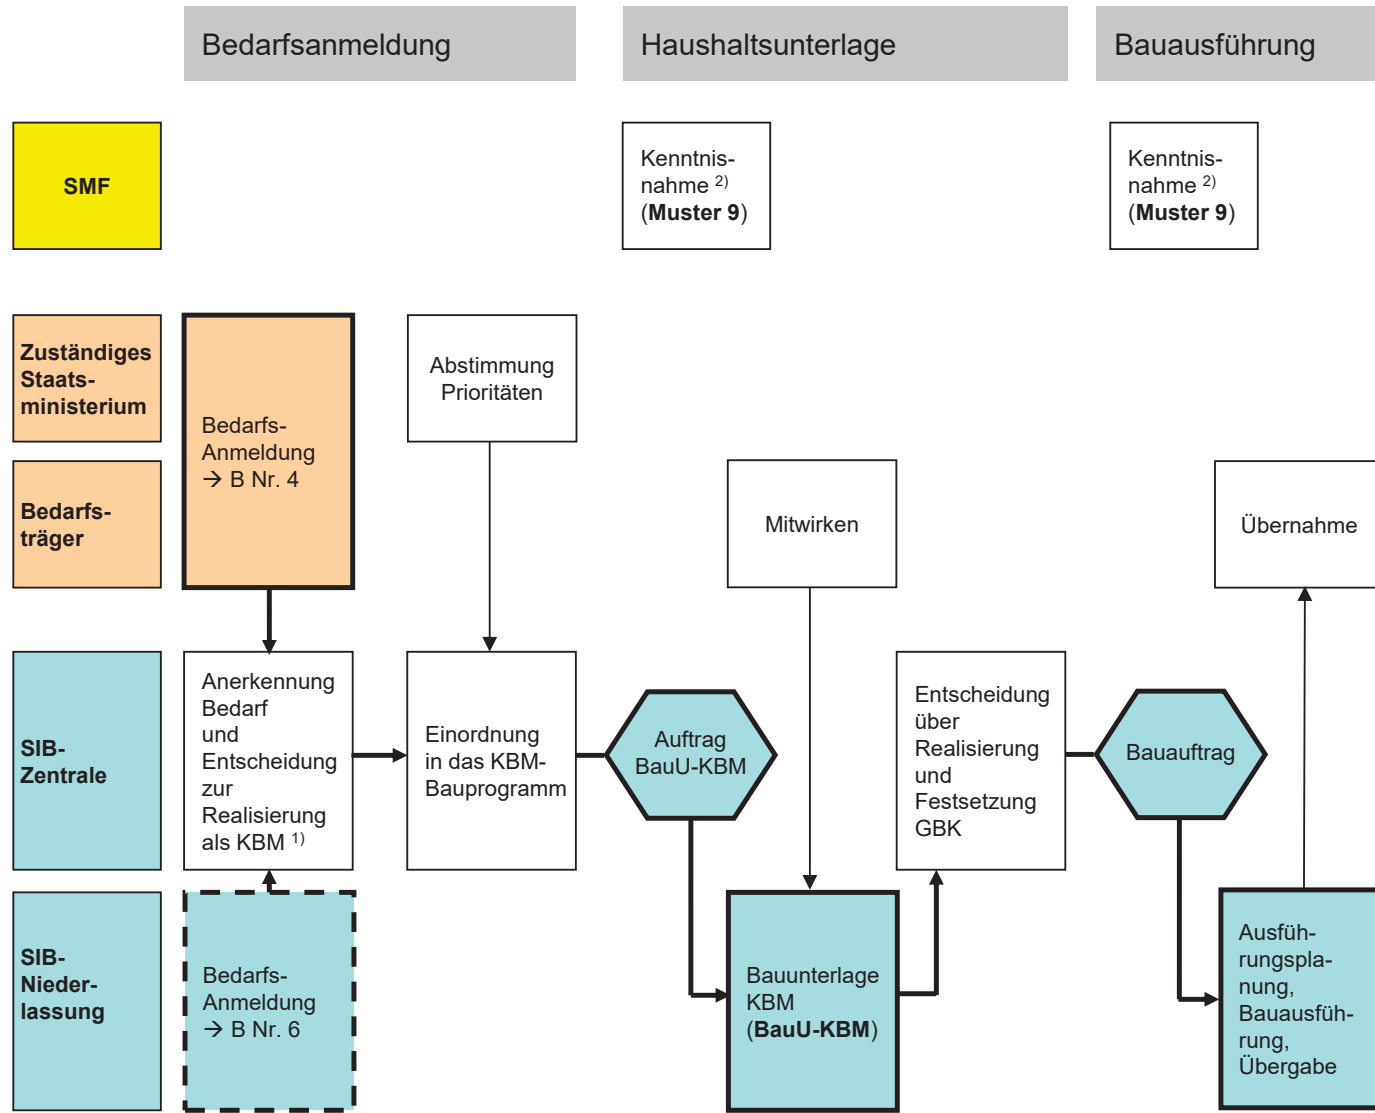 Bedarfsanmeldung
Haushaltsunterlage
Bauausführung
SMF
Kenntnis-
nahme 2)
(Muster 9)
Kenntnis-
nahme 2)
(Muster 9)
Zuständiges
Staats-
ministerium
Bedarfs-
träger
Bedarfs-
Anmeldung
→ B Nr. 4
Abstimmung
Prioritäten
Mitwirken
Übernahme
SIB-
Zentrale
Anerkennung
Bedarf
und
Entscheidung
zur
Realisierung
als KBM 1)
Einordnung
in das KBM-
Bauprogramm
Auftrag
BauU-KBM
Entscheidung
über
Realisierung
und
Festsetzung
GBK
Bauauftrag
SIB-
Nieder-
lassung
Bedarfs-
Anmeldung
→ B Nr. 6
Bauunterlage
KBM
(BauU-KBM)
Ausfüh-
rungspla-
nung,
Bauausfüh-
rung,
Übergabe